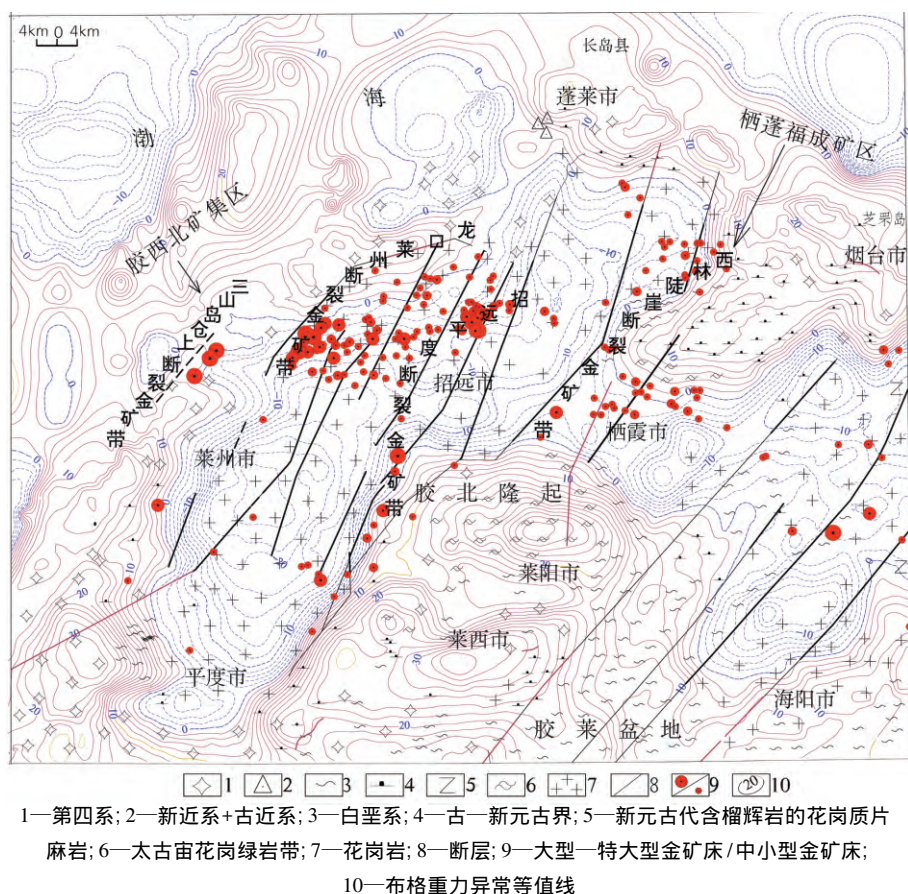 4km 0 4km
长岛县
蓬莱市
渤
海
栖蓬福成矿区
胶西北矿集区
芝罘岛
烟台市
三山岛仓上断裂金矿带
龙口莱州断裂金矿带
招远平度断裂金矿带
西林陡崖断裂金矿带
招远市
栖霞市
莱州市
胶北隆起
莱阳市
莱西市
平度市
海阳市
胶莱盆地
1 2 3 4 5 6 7 8 9 20 10
1—第四系;2—新近系+古近系;3—白垩系;4—古—新元古界;5—新元古代含榴辉岩的花岗质片
麻岩;6—太古宙花岗绿岩带;7—花岗岩;8—断层;9—大型—特大型金矿床/中小型金矿床;
10—布格重力异常等值线